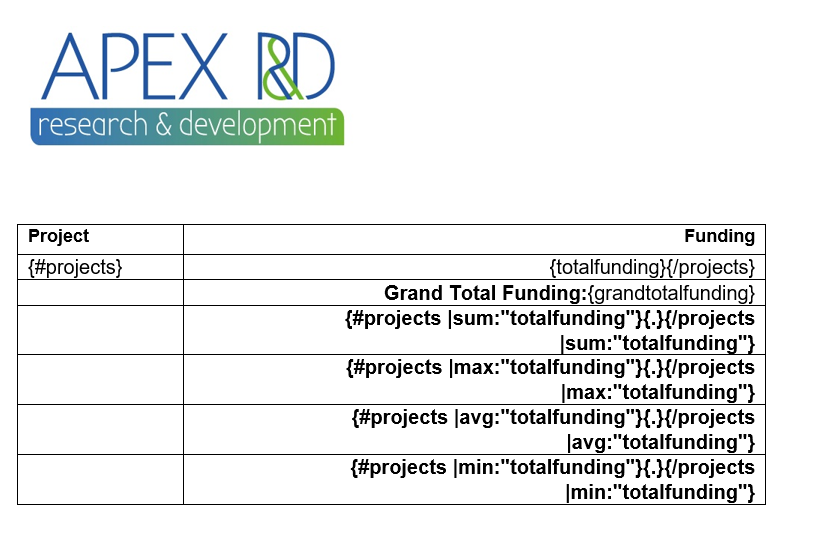 APEX R&D
research & development
Project Funding
{#projects} {totalfunding}{/projects}
Grand Total Funding:{grandtotalfunding}
{#projects |sum:"totalfunding"}{.}{/projects
|sum:"totalfunding"}
{#projects |max:"totalfunding"}{.}{/projects
|max:"totalfunding"}
{#projects |avg:"totalfunding"}{.}{/projects
|avg:"totalfunding"}
{#projects |min:"totalfunding"}{.}{/projects
|min:"totalfunding"}